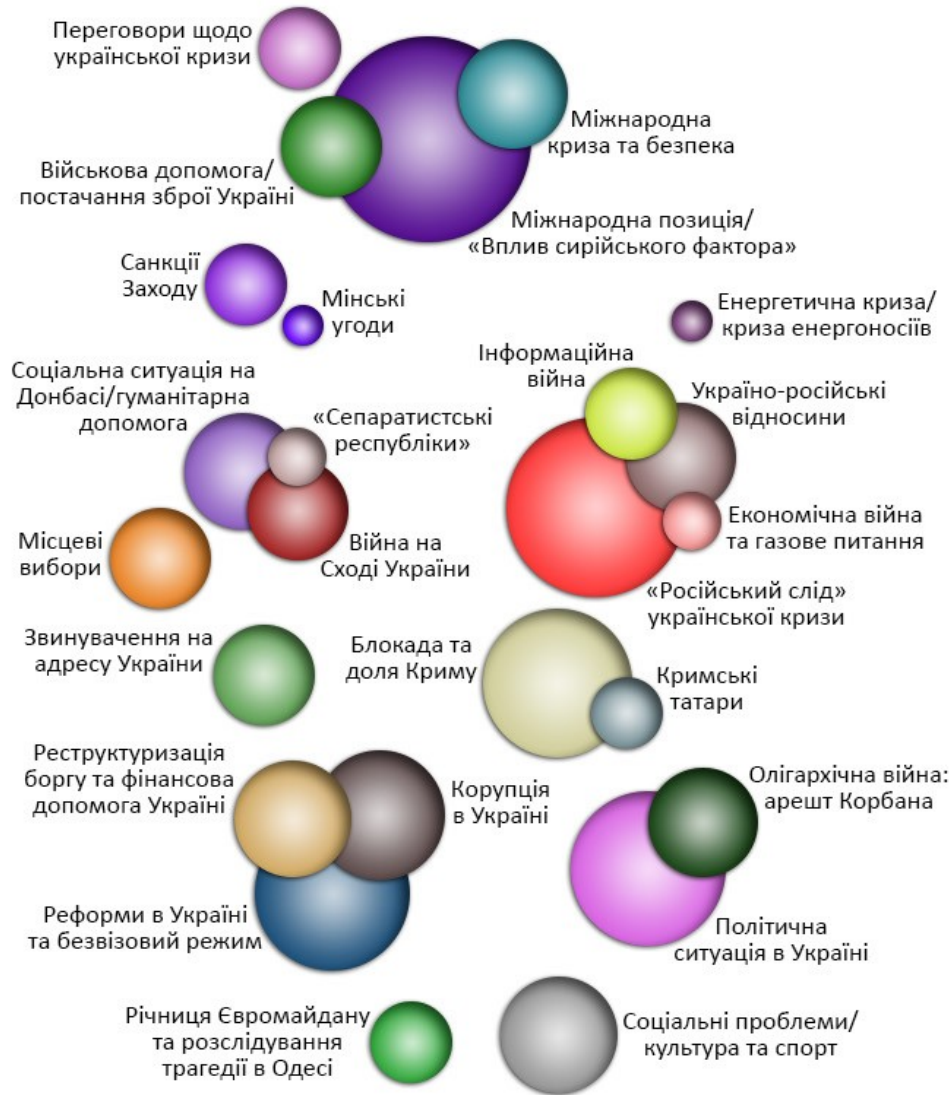 Переговори щодо
української кризи
Міжнародна
криза та безпека
Військова допомога/
постачання зброї Україні
Міжнародна позиція/
«Вплив сирійського фактора»
Санкції
Заходу
Мінські
угоди
Енергетична криза/
криза енергоносіїв
Соціальна ситуація на
Донбасі/гуманітарна
допомога
«Сепаратистські
республіки»
Інформаційна
війна
Україно-російські
відносини
Місцеві
вибори
Війна на
Сході України
Економічна війна
та газове питання
«Російський слід»
української кризи
Звинувачення на
адресу України
Блокада та
доля Криму
Кримські
татари
Реструктуризація
боргу та фінансова
допомога Україні
Корупція
в Україні
Олігархічна війна:
арешт Корбана
Реформи в Україні
та безвізовий режим
Політична
ситуація в Україні
Річниця Євромайдану
та розслідування
трагедії в Одесі
Соціальні проблеми/
культура та спорт